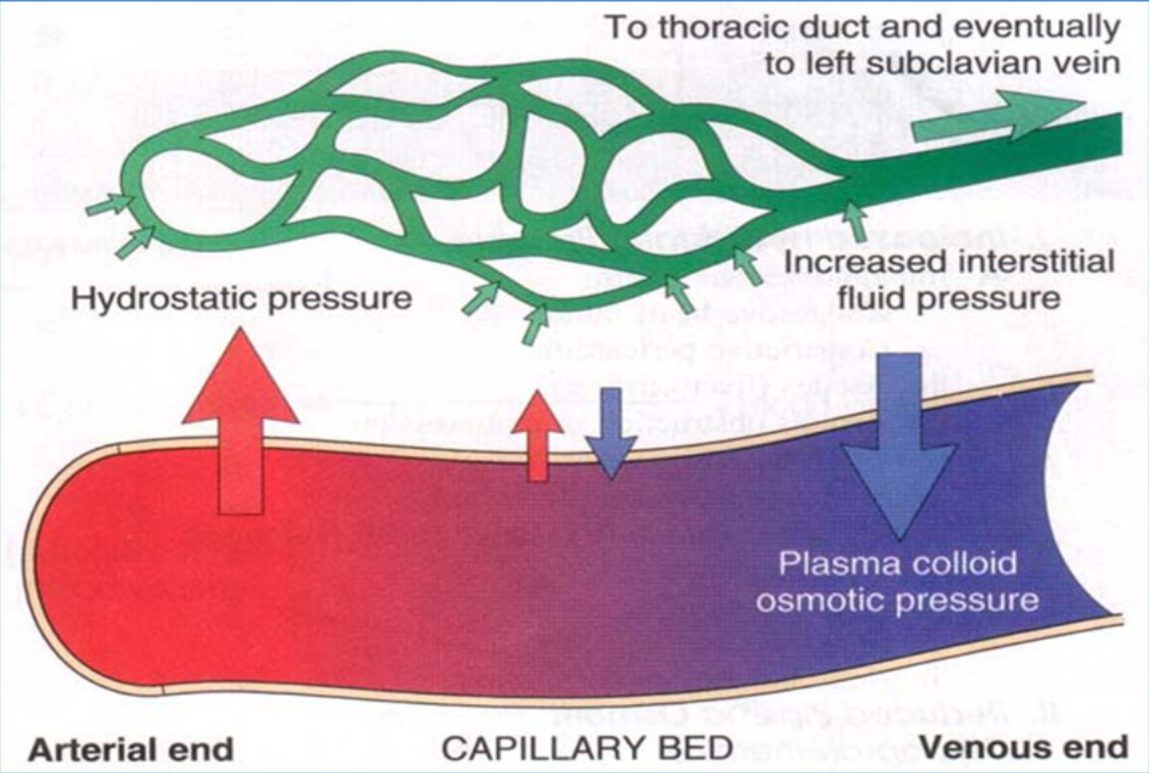 To thoracic duct and eventually
to left subclavian vein
Increased interstitial
fluid pressure
Hydrostatic pressure
Plasma colloid
osmotic pressure
Arterial end
CAPILLARY BED
Venous end